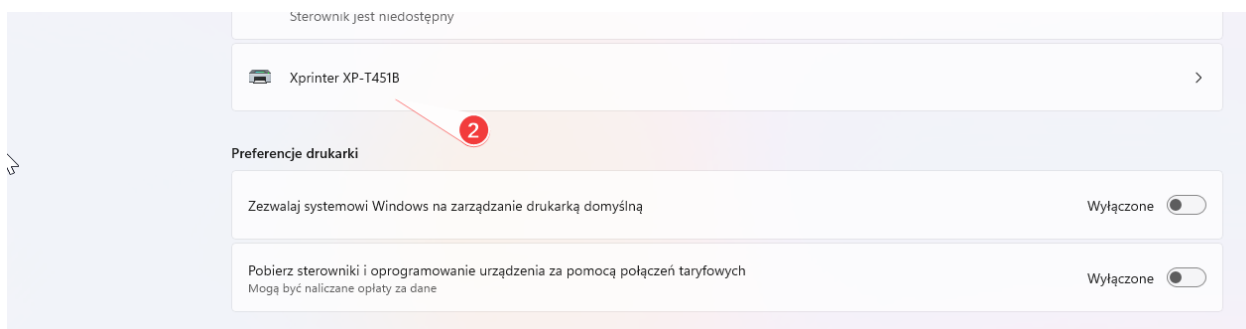 Sterownik jest niedostępny
Xprinter XP-T451B
2
Preferencje drukarki
Zezwalaj systemowi Windows na zarządzanie drukarką domyślną
Wyłączone
Pobierz sterowniki i oprogramowanie urządzenia za pomocą połączeń taryfowych
Mogą być naliczane opłaty za dane
Wyłączone